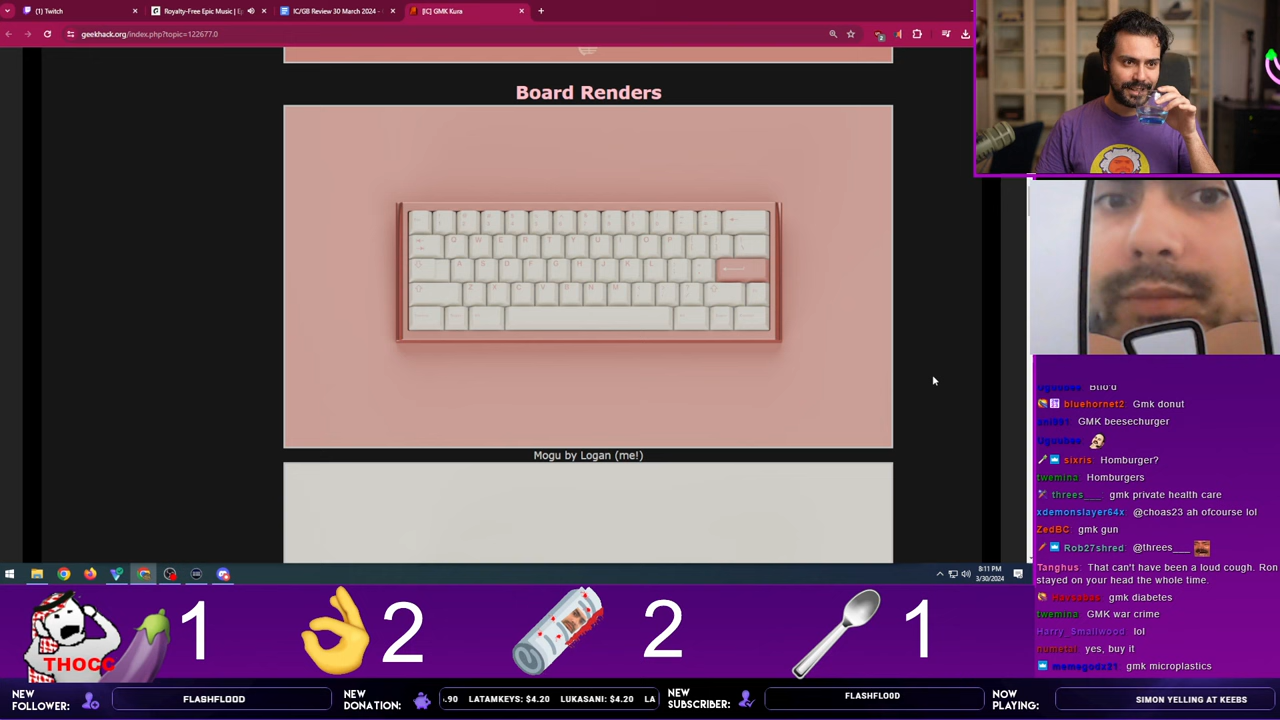 (1) Twitch
Royalty-Free Epic Music | E
IC/GB Review 30 March 2024 -
[IC] GMK Kura
geekhack.org/index.php?topic=122677.0
Board Renders
Mogu by Logan (me!)
bluehornet2: Gmk donut
GMK beesechurger
sixris: Homburger?
twemina: Homburgers
threes___ gmk private health care
xdemonslayer64x: @choas23 ah ofcourse lol
ZedBC: gmk gun
Rob27shred: @threes___
Tanghus: That can't have been a loud cough. Ron
stayed on your head the whole time.
gmk diabetes
twemina: GMK war crime
Harry_Smallwood: lol
numetal: yes, buy it
memegodz21: gmk microplastics
8:11 PM
3/30/2024
THOCC
1
2
2
1
NEW
FOLLOWER:
FLASHFLOOD
NEW
DONATION:
.90 LATAMKEYS: $4.20 LUKASANI: $4.20 LA
NEW
SUBSCRIBER:
FLASHFLOOD
NOW
PLAYING:
SIMON YELLING AT KEEBS